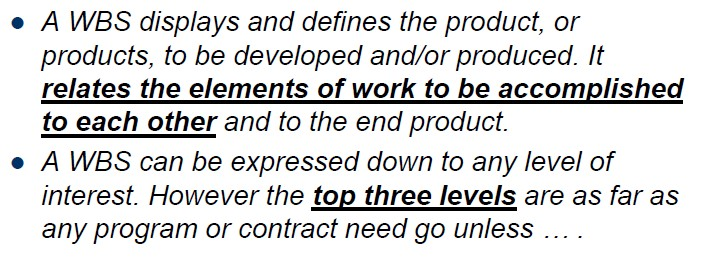 ● A WBS displays and defines the product, or
products, to be developed and/or produced. It
relates the elements of work to be accomplished
to each other and to the end product.
● A WBS can be expressed down to any level of
interest. However the top three levels are as far as
any program or contract need go unless ... .